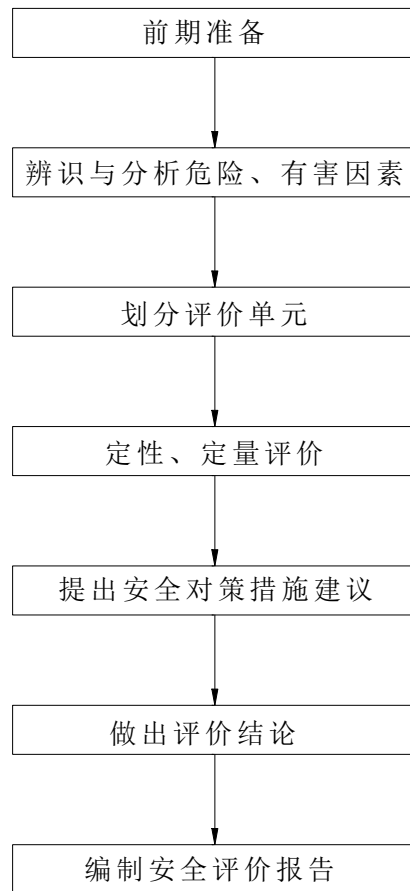 前期准备
辨识与分析危险、有害因素
划分评价单元
定性、定量评价
提出安全对策措施建议
做出评价结论
编制安全评价报告